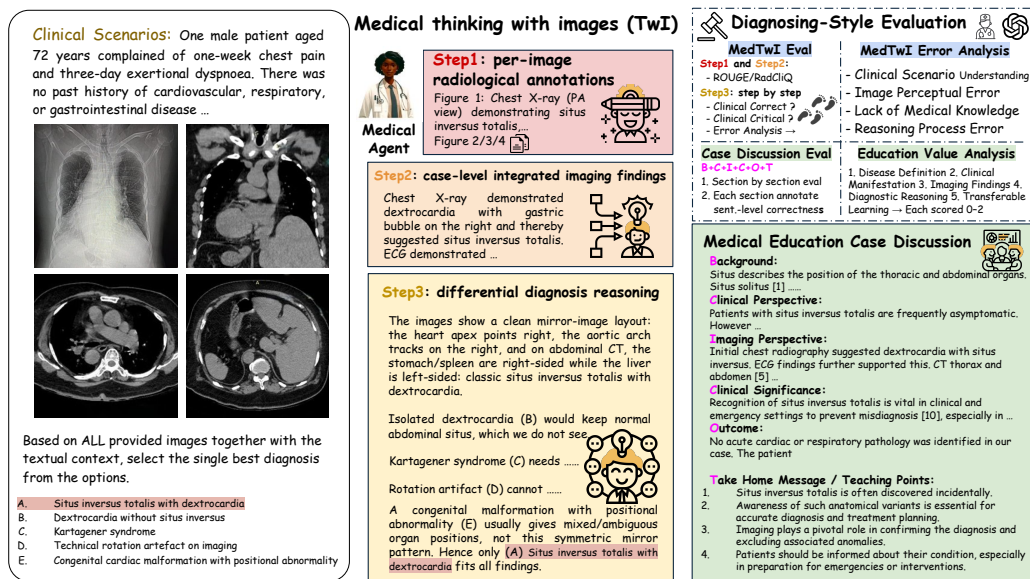 Clinical Scenarios: One male patient aged
72 years complained of one-week chest pain
and three-day exertional dyspnoea. There was
no past history of cardiovascular, respiratory,
or gastrointestinal disease …
Based on ALL provided images together with the
textual context, select the single best diagnosis
from the options.
A. Situs inversus totalis with dextrocardia
B. Dextrocardia without situs inversus
C. Kartagener syndrome
D. Technical rotation artefact on imaging
E. Congenital cardiac malformation with positional abnormality
Medical thinking with images (TwI)
Medical
Agent
Step1: per-image
radiological annotations
Figure 1: Chest X-ray (PA
view) demonstrating situs
inversus totalis,…
Figure 2/3/4
Step2: case-level integrated imaging findings
Chest X-ray demonstrated
dextrocardia with gastric
bubble on the right and thereby
suggested situs inversus totalis.
ECG demonstrated …
Step3: differential diagnosis reasoning
The images show a clean mirror-image layout:
the heart apex points right, the aortic arch
tracks on the right, and on abdominal CT, the
stomach/spleen are right-sided while the liver
is left-sided: classic situs inversus totalis with
dextrocardia.
Isolated dextrocardia (B) would keep normal
abdominal situs, which we do not see.
Kartagener syndrome (C) needs ……
Rotation artifact (D) cannot ……
A congenital malformation with positional
abnormality (E) usually gives mixed/ambiguous
organ positions, not this symmetric mirror
pattern. Hence only (A) Situs inversus totalis with
dextrocardia fits all findings.
Diagnosing-Style Evaluation
MedTwI Eval
Step1 and Step2:
- ROUGE/RadCliQ
Step3: step by step
- Clinical Correct ?
- Clinical Critical ?
- Error Analysis →
MedTwI Error Analysis
- Clinical Scenario Understanding
- Image Perceptual Error
- Lack of Medical Knowledge
- Reasoning Process Error
Case Discussion Eval
B+C+I+C+O+T
1. Section by section eval
2. Each section annotate
sent.-level correctness
Education Value Analysis
1. Disease Definition 2. Clinical
Manifestation 3. Imaging Findings 4.
Diagnostic Reasoning 5. Transferable
Learning → Each scored 0-2
Medical Education Case Discussion
Background:
Situs describes the position of the thoracic and abdominal organs.
Situs solitus [1] ……
Clinical Perspective:
Patients with situs inversus totalis are frequently asymptomatic.
However …
Imaging Perspective:
Initial chest radiography suggested dextrocardia with situs
inversus. ECG findings further supported this. CT thorax and
abdomen [5] …
Clinical Significance:
Recognition of situs inversus totalis is vital in clinical and
emergency settings to prevent misdiagnosis [10], especially in …
Outcome:
No acute cardiac or respiratory pathology was identified in our
case. The patient
Take Home Message / Teaching Points:
1. Situs inversus totalis is often discovered incidentally.
2. Awareness of such anatomical variants is essential for
accurate diagnosis and treatment planning.
3. Imaging plays a pivotal role in confirming the diagnosis and
excluding associated anomalies.
4. Patients should be informed about their condition, especially
in preparation for emergencies or interventions.